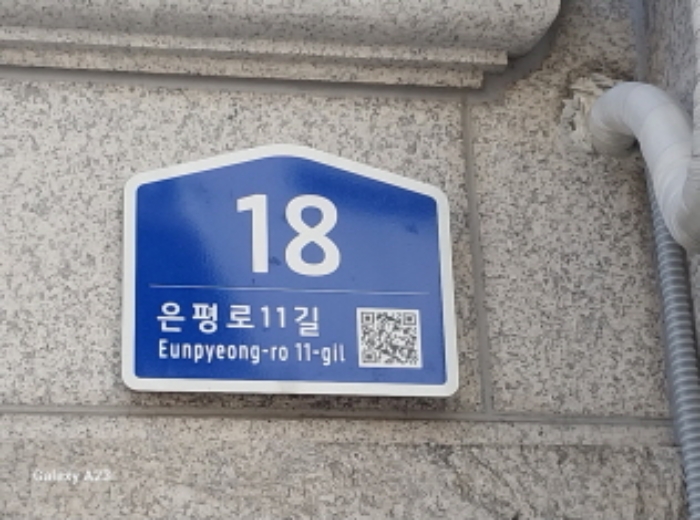 18
은평로11길
Eunpyeong-ro 11-gil
Galaxy A23